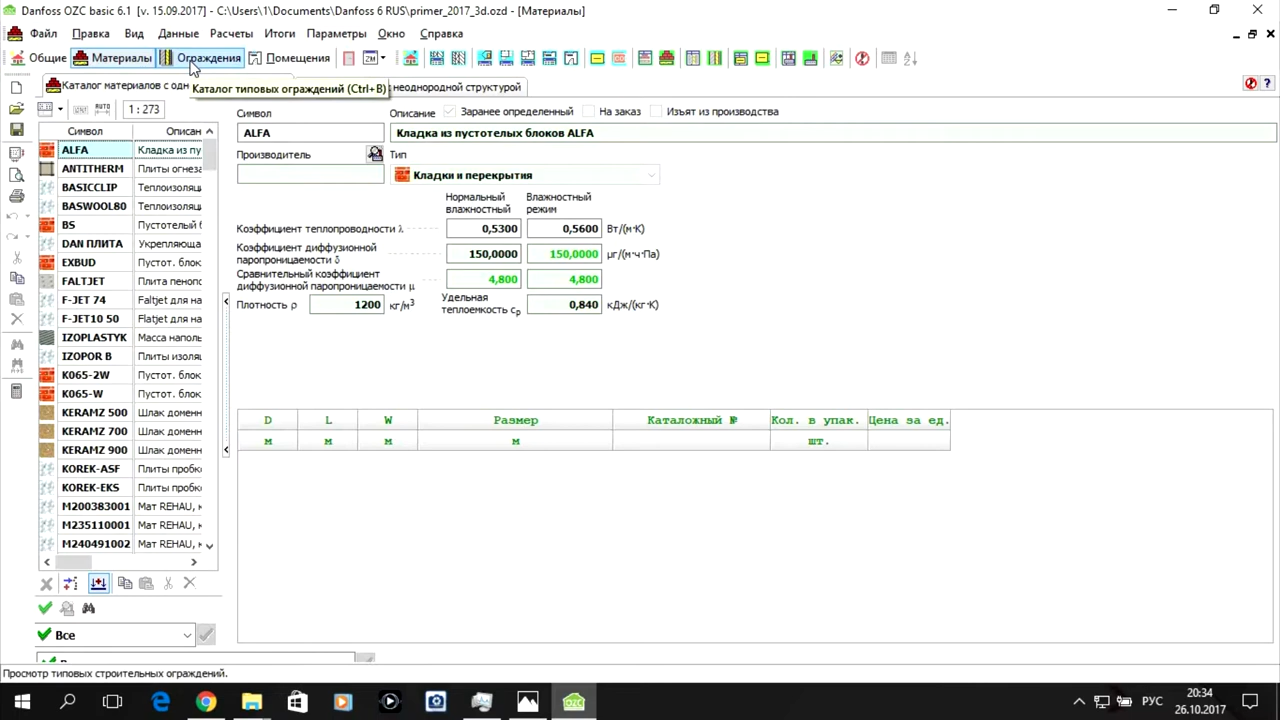 Danfoss OZC basic 6.1 [v. 15.09.2017] - C:\Users\1\Documents\Danfoss 6 RUS\primer_2017_3d.ozd - [Материалы]
Файл Правка Вид Данные Расчеты Итоги Параметры Окно Справка
Общие Материалы Ограждения Помещения
Каталог материалов с одн
Каталог типовых ограждений (Ctrl+B)
неоднородной структурой
1 : 273
Символ Описан
ALFA Кладка из пу
ANTITHERM Плиты огнеза
BASICCLIP Теплоизоляц
BASWOOL80 Теплоизоляц
BS Пустотелый б
DAN ПЛИТА Укрепляюща
EXBUD Пустот. блок
FALTJET Плита пенопо
F-JET 74 Faltjet для на
F-JET10 50 Flatjet для на
IZOPLASTYK Масса наполь
IZOPOR B Плиты изоляц
K065-2W Пустот. блок
K065-W Пустот. блок
KERAMZ 500 Шлак доменн
KERAMZ 700 Шлак доменн
KERAMZ 900 Шлак доменн
KOREK-ASF Плиты пробко
KOREK-EKS Плиты пробко
M200383001 Мат REHAU, к
M235110001 Мат REHAU, к
M240491002 Мат REHAU, к
Все
Символ Описание Заранее определенный На заказ Изъят из производства
ALFA Кладка из пустотелых блоков ALFA
Производитель Тип
Кладки и перекрытия
Нормальный влажностный
Влажностный режим
Коэффициент теплопроводности λ 0,5300 0,5600 Вт/(м·К)
Коэффициент диффузионной паропроницаемости δ 150,0000 150,0000 μг/(м·ч·Па)
Сравнительный коэффициент диффузионной паропроницаемости μ 4,800 4,800
Плотность ρ 1200 кг/м³ Удельная теплоемкость cp 0,840 кДж/(кг·К)
D L W Размер Каталожный № Кол. в упак. Цена за ед.
м м м м шт.
Просмотр типовых строительных ограждений.
РУС
20:34
26.10.2017